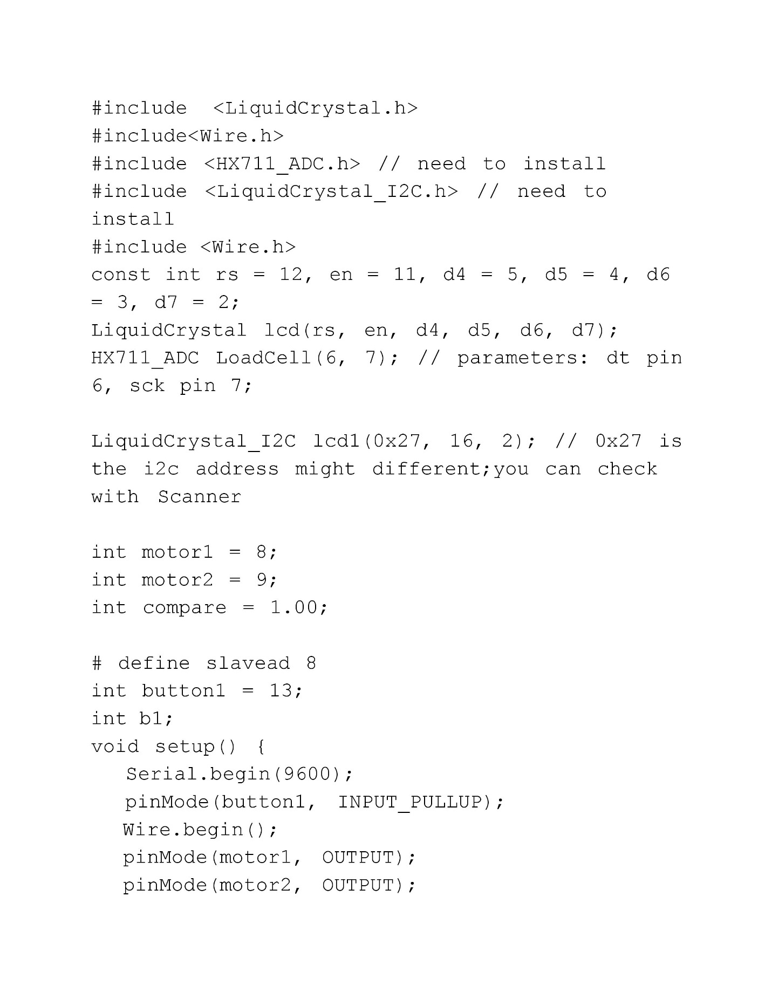 #include <LiquidCrystal.h>
#include<Wire.h>
#include <HX711_ADC.h> // need to install
#include <LiquidCrystal_I2C.h> // need to
install
#include <Wire.h>
const int rs = 12, en = 11, d4 = 5, d5 = 4, d6
= 3, d7 = 2;
LiquidCrystal lcd(rs, en, d4, d5, d6, d7);
HX711_ADC LoadCell(6, 7); // parameters: dt pin
6, sck pin 7;
LiquidCrystal_I2C lcd1(0x27, 16, 2); // 0x27 is
the i2c address might different;you can check
with Scanner
int motor1 = 8;
int motor2 = 9;
int compare = 1.00;
# define slavead 8
int button1 = 13;
int b1;
void setup() {
Serial.begin(9600);
pinMode(button1, INPUT_PULLUP);
Wire.begin();
pinMode(motor1, OUTPUT);
pinMode(motor2, OUTPUT);